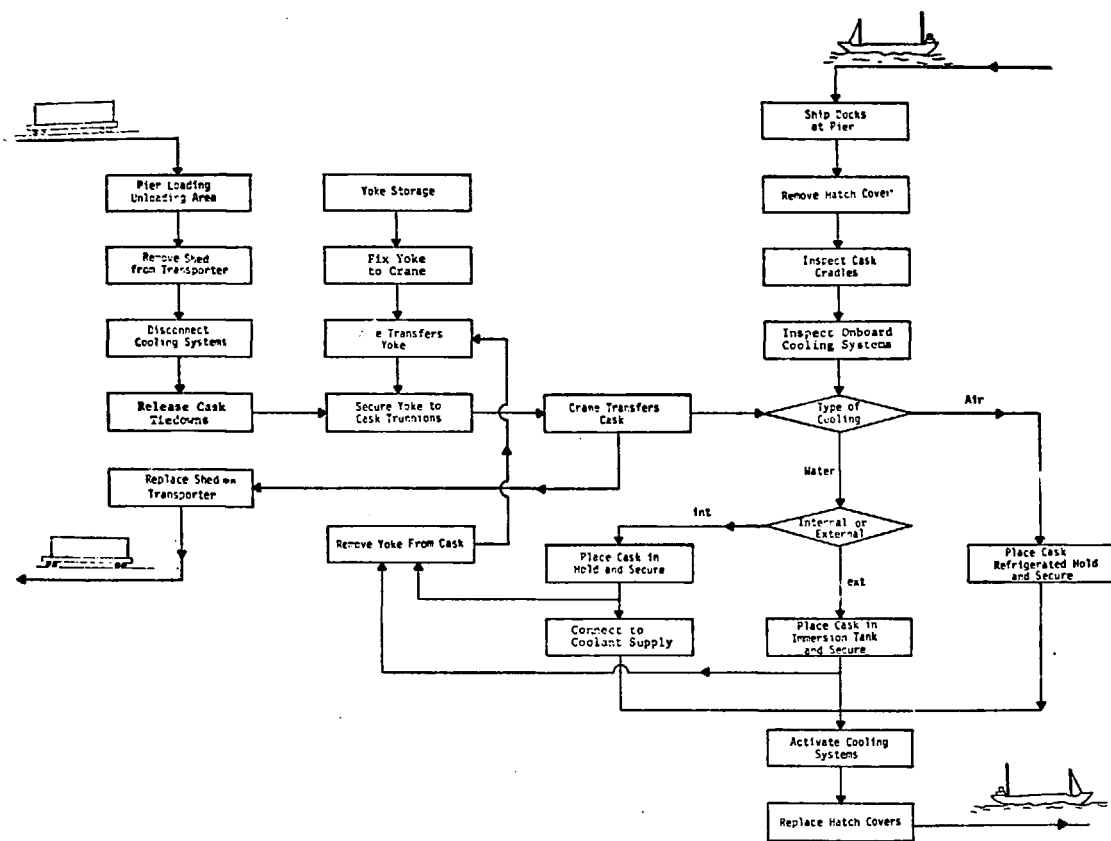 Ship Docks
at Pier
Pier Loading
Unloading Area
Yoke Storage
Remove Hatch Cover
Remove Shed
from Transporter
Fix Yoke
to Crane
Inspect Cask
Cradles
Disconnect
Cooling Systems
e Transfers
Yoke
Inspect Onboard
Cooling Systems
Release Cask
Tiedowns
Secure Yoke to
Cask Trunnions
Crane Transfers
Cask
Type of
Cooling
Air
Water
Replace Shed on
Transporter
int
Internal or
External
Remove Yoke From Cask
Place Cask in
Hold and Secure
Place Cask
Refrigerated Hold
and Secure
ext
Connect to
Coolant Supply
Place Cask in
Immersion Tank
and Secure
Activate Cooling
Systems
Replace Hatch Covers